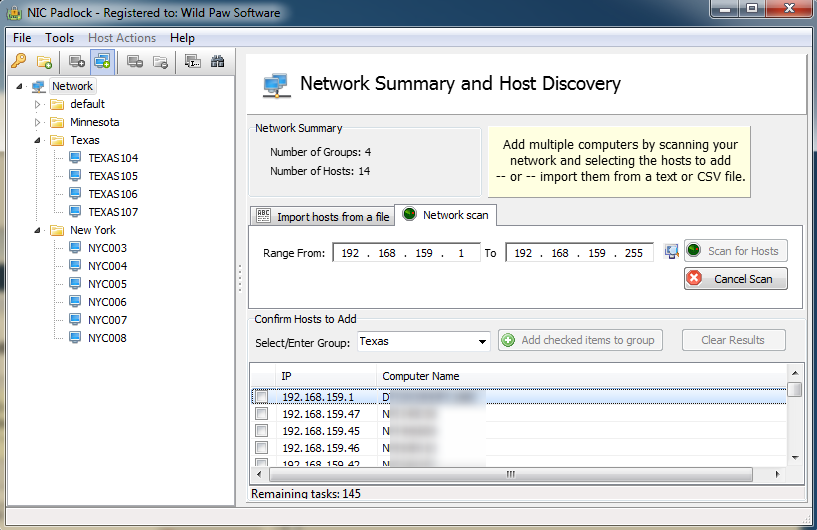 NIC Padlock - Registered to: Wild Paw Software
File Tools Host Actions Help
Network
default
Minnesota
Texas
TEXAS104
TEXAS105
TEXAS106
TEXAS107
New York
NYC003
NYC004
NYC005
NYC006
NYC007
NYC008
Network Summary and Host Discovery
Network Summary
Number of Groups: 4
Number of Hosts: 14
Add multiple computers by scanning your
network and selecting the hosts to add
-- or -- import them from a text or CSV file.
ABC Import hosts from a file Network scan
Range From: 192 . 168 . 159 . 1 To 192 . 168 . 159 . 255 Scan for Hosts
Cancel Scan
Confirm Hosts to Add
Select/Enter Group: Texas Add checked items to group Clear Results
IP Computer Name
192.168.159.1 D
192.168.159.47 N
192.168.159.45 N
192.168.159.46 N
192.168.159.42 N
Remaining tasks: 145